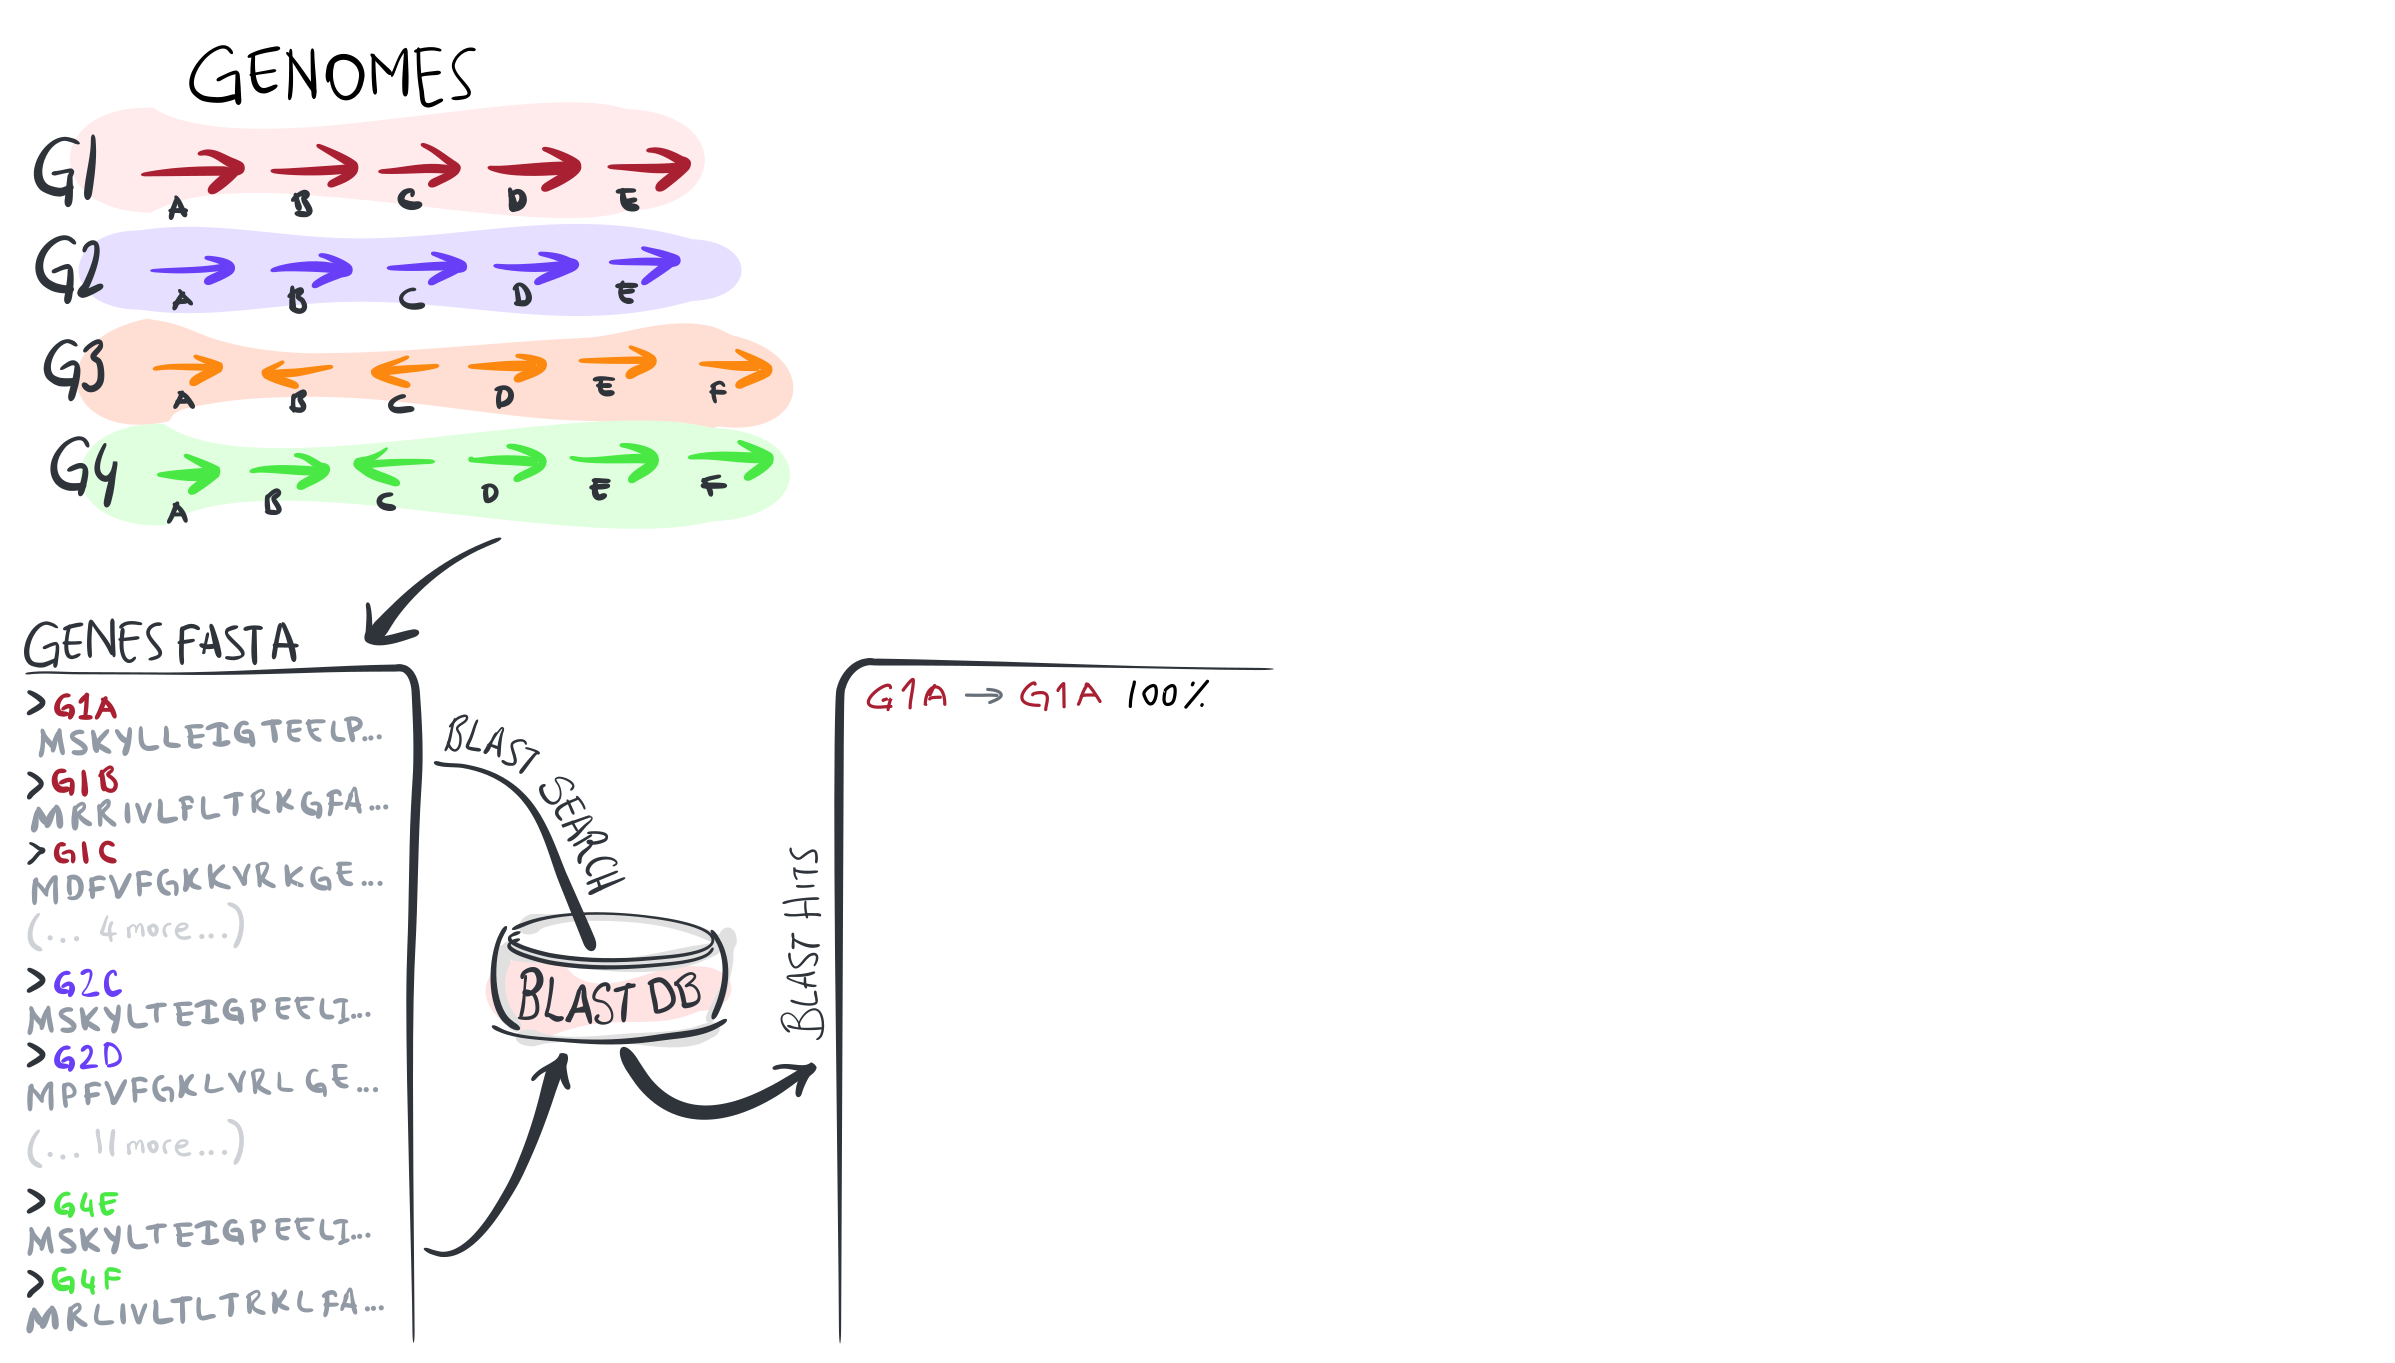 GENOMES
G1 A B C D E
G2 A B C D E
G3 A B C D E F
G4 A B C D E F
GENES FASTA
>G1A
MSKYLLEIGTEELP...
>G1B
MRRIVLFLTRKGFA...
>G1C
MDFVFGKKVRKGE...
(... 4 more...)
>G2C
MSKYLTEIGPEELI...
>G2D
MPFVFGKLVRLGE...
(... 11 more...)
>G4E
MSKYLTEIGPEELI...
>G4F
MRLIVLTLTRKLFA...
BLAST SEARCH
BLAST DB
BLAST HITS
G1A → G1A 100%